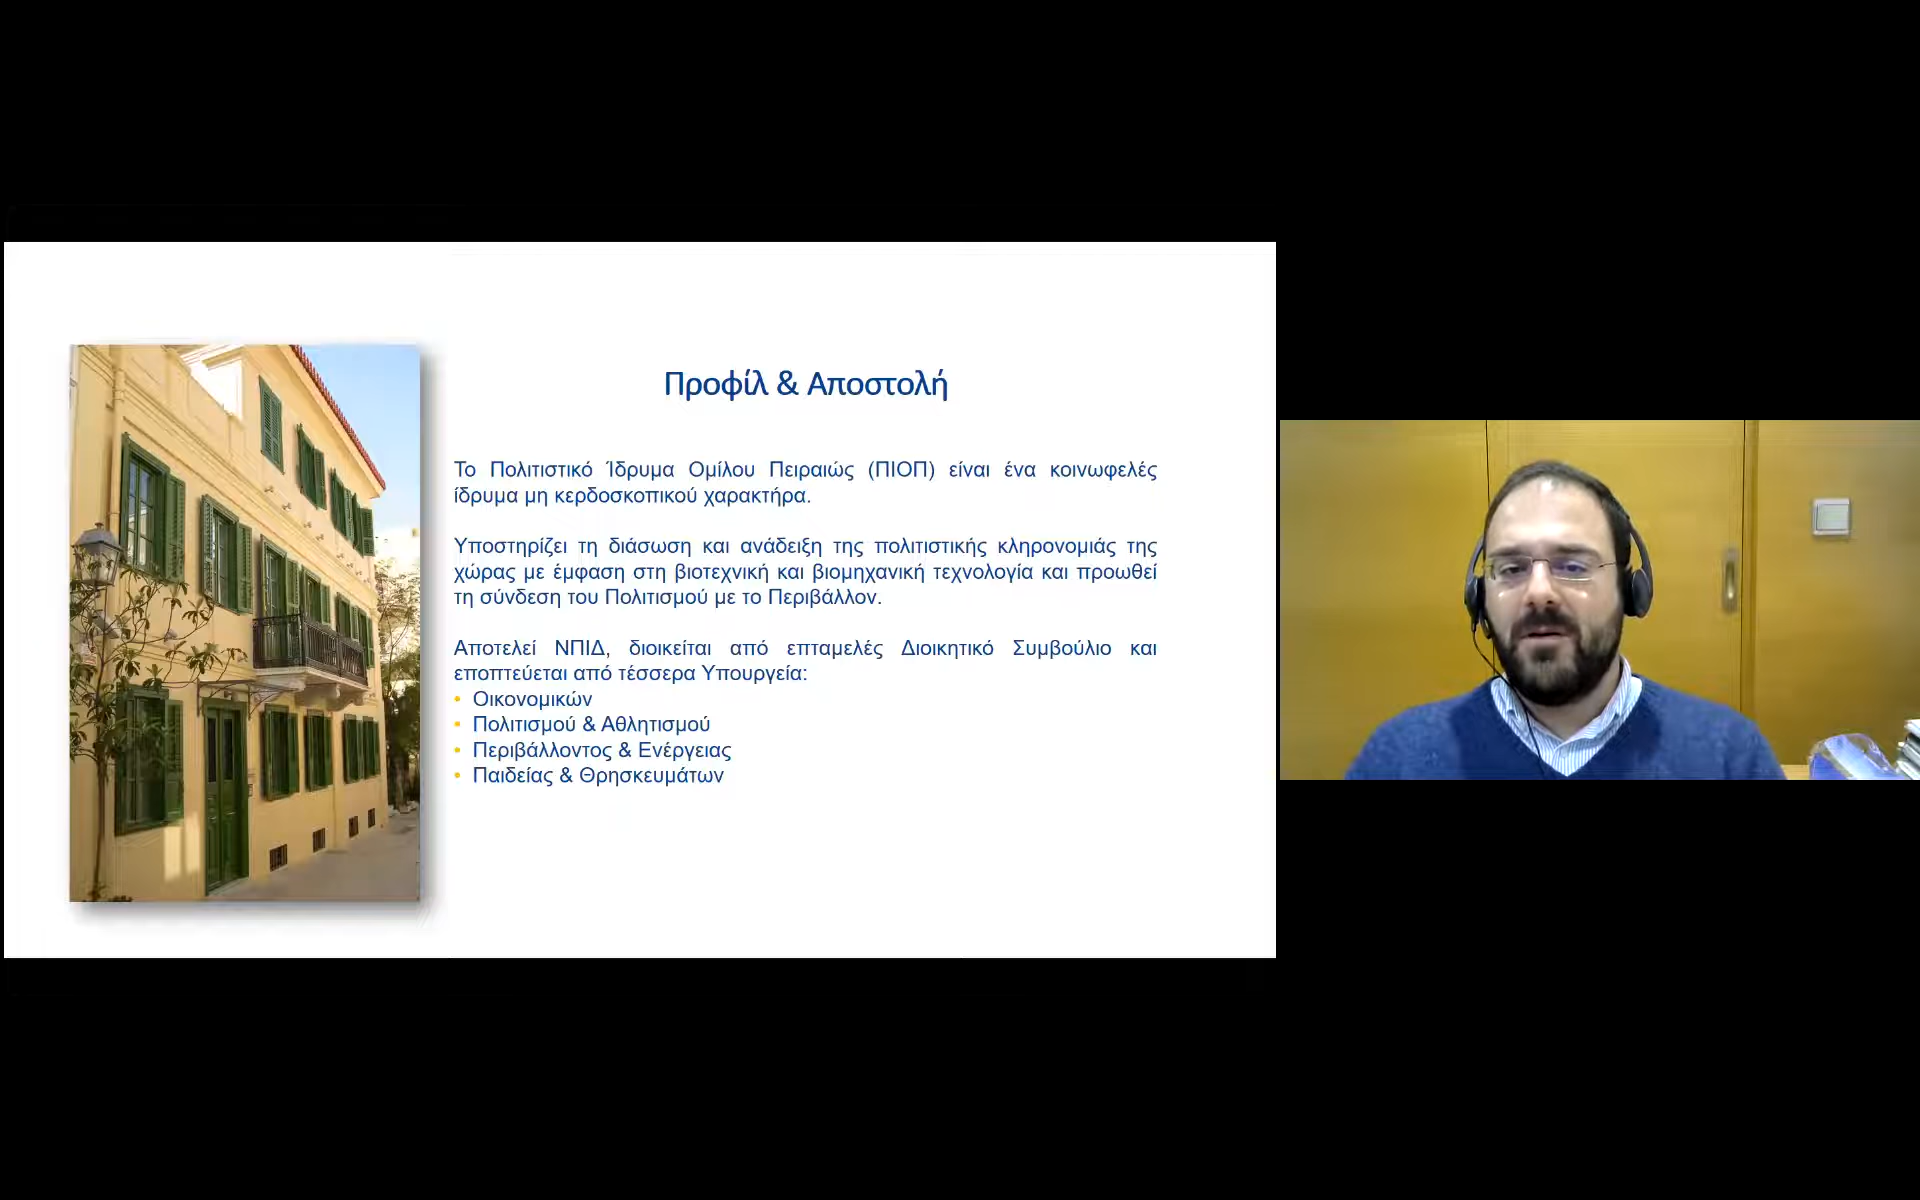 Προφίλ & Αποστολή
Το Πολιτιστικό Ίδρυμα Ομίλου Πειραιώς (ΠΙΟΠ) είναι ένα κοινωφελές
ίδρυμα μη κερδοσκοπικού χαρακτήρα.
Υποστηρίζει τη διάσωση και ανάδειξη της πολιτιστικής κληρονομιάς της
χώρας με έμφαση στη βιοτεχνική και βιομηχανική τεχνολογία και προωθεί
τη σύνδεση του Πολιτισμού με το Περιβάλλον.
Αποτελεί ΝΠΙΔ, διοικείται από επταμελές Διοικητικό Συμβούλιο και
εποπτεύεται από τέσσερα Υπουργεία:
• Οικονομικών
• Πολιτισμού & Αθλητισμού
• Περιβάλλοντος & Ενέργειας
• Παιδείας & Θρησκευμάτων